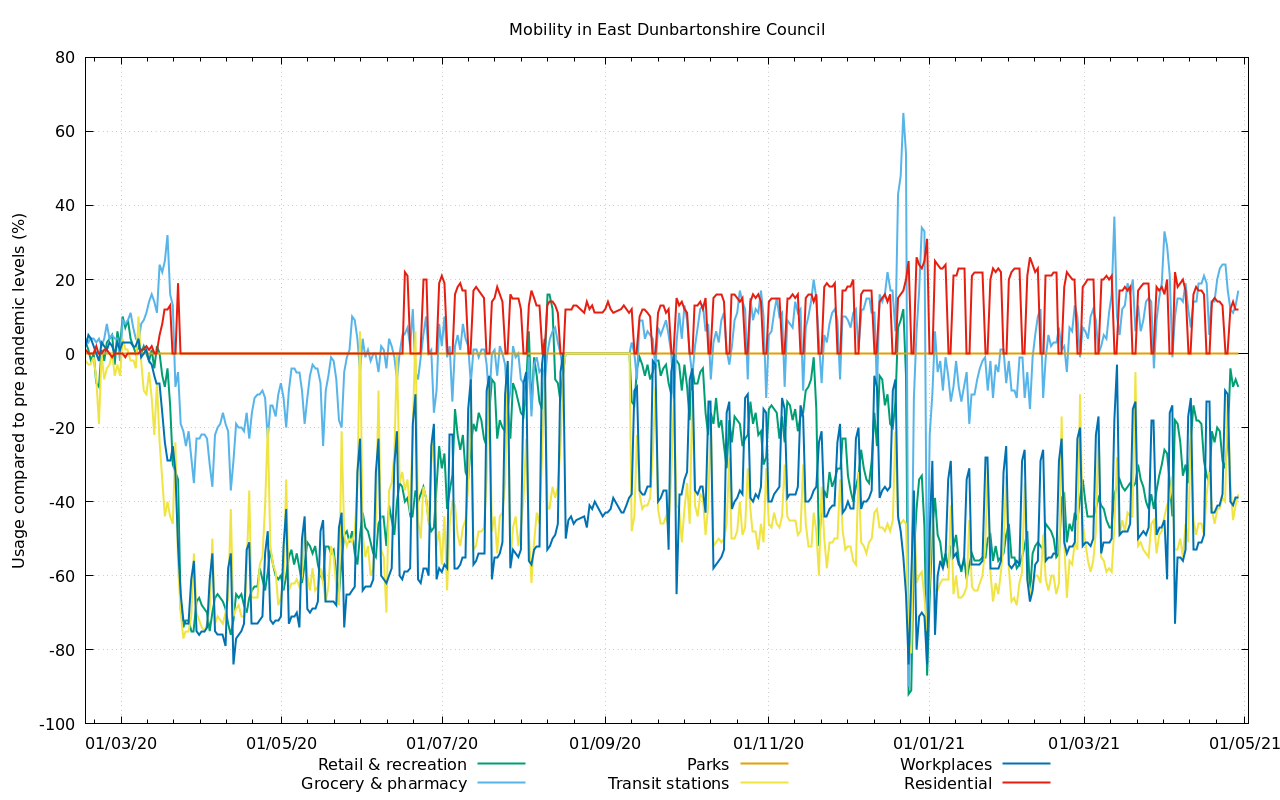 Mobility in East Dunbartonshire Council
Usage compared to pre pandemic levels (%)
80
60
40
20
0
-20
-40
-60
-80
-100
01/03/20 01/05/20 01/07/20 01/09/20 01/11/20 01/01/21 01/03/21 01/05/21
Retail & recreation Parks Workplaces
Grocery & pharmacy Transit stations Residential